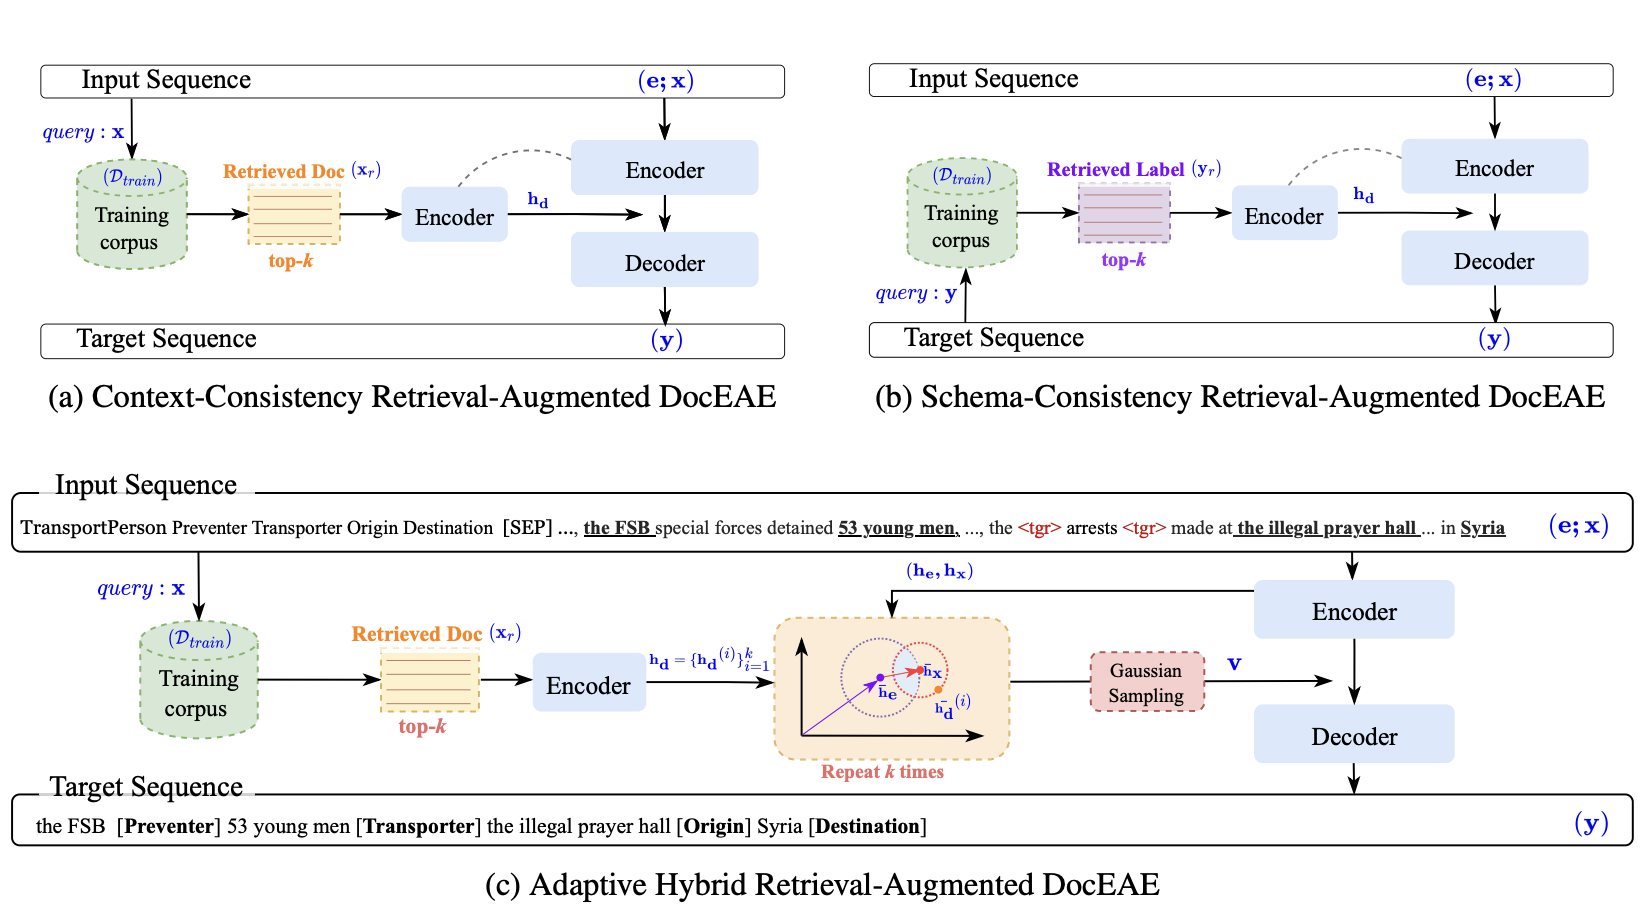 Input Sequence (e; x)
query : x
(𝒟train)
Training
corpus
Retrieved Doc (xr)
top-k
Encoder
hd
Encoder
Decoder
Target Sequence (y)
(a) Context-Consistency Retrieval-Augmented DocEAE
Input Sequence (e; x)
(𝒟train)
Training
corpus
query : y
Retrieved Label (yr)
top-k
Encoder
hd
Encoder
Decoder
Target Sequence (y)
(b) Schema-Consistency Retrieval-Augmented DocEAE
Input Sequence
TransportPerson Preventer Transporter Origin Destination [SEP] ..., the FSB special forces detained 53 young men, ..., the <tgr> arrests <tgr> made at the illegal prayer hall ... in Syria (e; x)
query : x
(𝒟train)
Training
corpus
Retrieved Doc (xr)
top-k
Encoder
hd = {hd(i)}i=1k
(he, hx)
h̄e
h̄x
h̄d(i)
Repeat k times
Gaussian
Sampling
v
Encoder
Decoder
Target Sequence
the FSB [Preventer] 53 young men [Transporter] the illegal prayer hall [Origin] Syria [Destination] (y)
(c) Adaptive Hybrid Retrieval-Augmented DocEAE